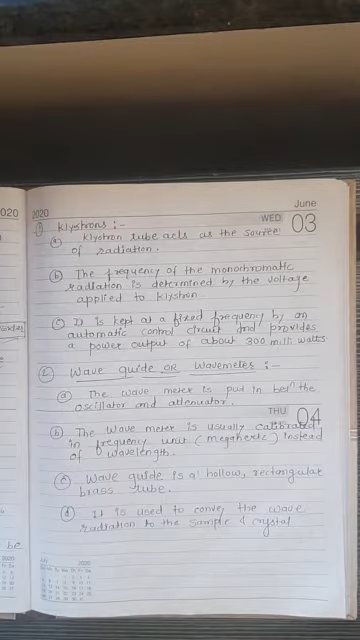 020
2020
June
WED 03
① Klystrons :-
ⓐ Klystron tube acts as the source
of radiation.
ⓑ The frequency of the monochromatic
radiation is determined by the voltage
applied to klystron
ⓒ It is kept at a fixed frequency by an
automatic control circuit and provides
a power output of about 300 milli watts
② Wave guide OR Wavemeter :-
ⓐ The wave meter is put in betⁿ the
oscillator and attenuator.
THU 04
ⓑ The wave meter is usually calibrated
in frequency unit (megahertz) instead
of wavelength.
ⓒ Wave guide is a hollow, rectangular
brass tube.
ⓓ It is used to convey the wave
radiation to the sample & crystal
be
2020
July 2020